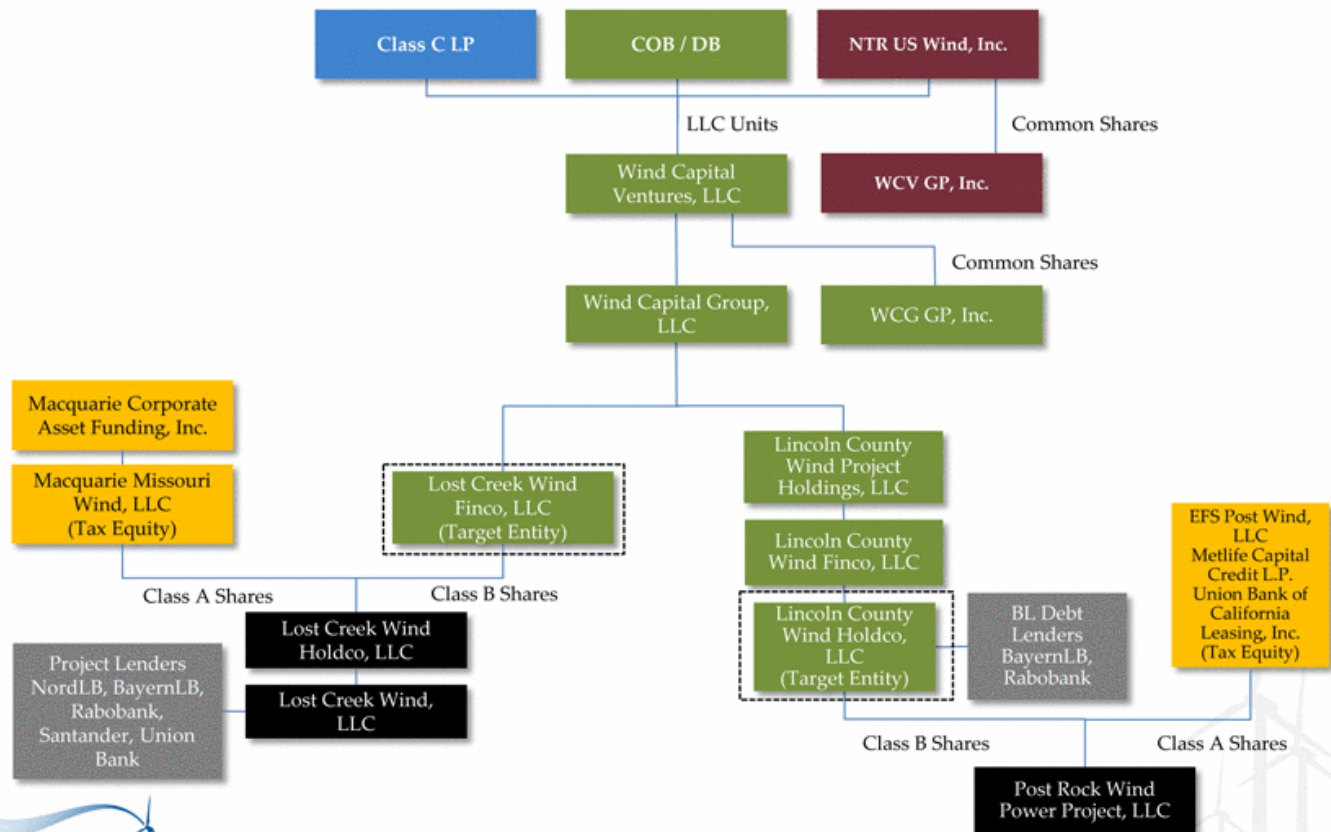 Class C LP
COB / DB
NTR US Wind, Inc.
LLC Units
Common Shares
Wind Capital
Ventures, LLC
WCV GP, Inc.
Common Shares
Wind Capital Group,
LLC
WCG GP, Inc.
Macquarie Corporate
Asset Funding, Inc.
Macquarie Missouri
Wind, LLC
(Tax Equity)
Lost Creek Wind
Finco, LLC
(Target Entity)
Class A Shares
Class B Shares
Lost Creek Wind
Holdco, LLC
Project Lenders
NordLB, BayernLB,
Rabobank,
Santander, Union
Bank
Lost Creek Wind,
LLC
Lincoln County
Wind Project
Holdings, LLC
Lincoln County
Wind Finco, LLC
Lincoln County
Wind Holdco,
LLC
(Target Entity)
BL Debt
Lenders
BayernLB,
Rabobank
EFS Post Wind,
LLC
Metlife Capital
Credit L.P.
Union Bank of
California
Leasing, Inc.
(Tax Equity)
Class B Shares
Class A Shares
Post Rock Wind
Power Project, LLC